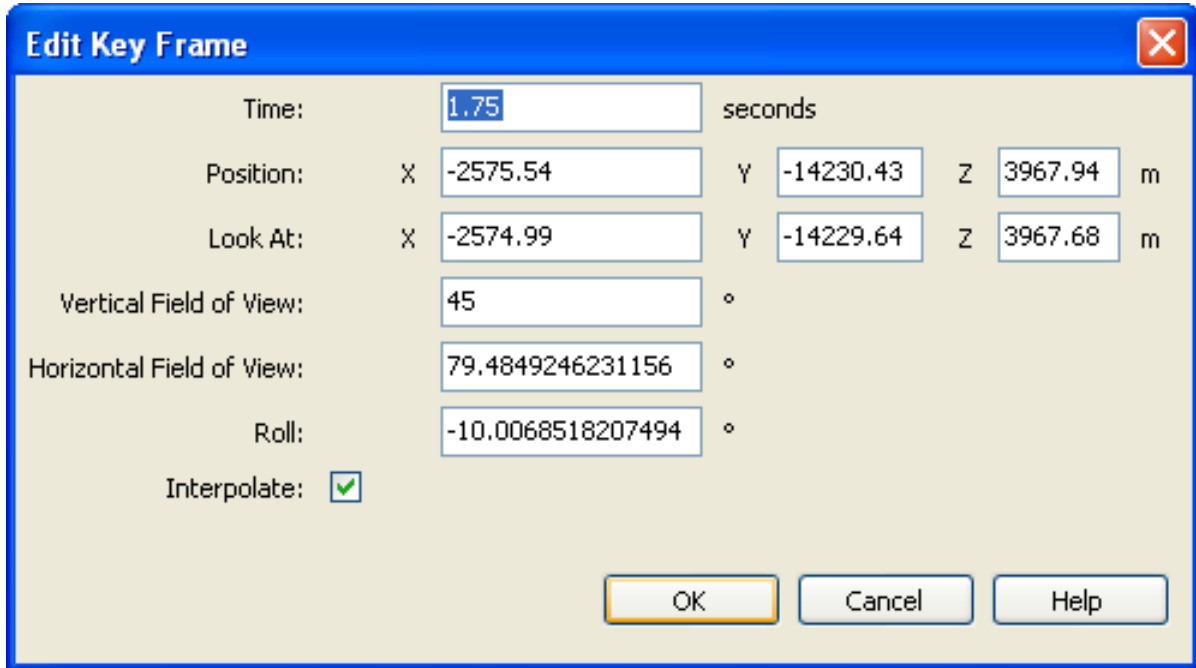 Edit Key Frame
Time: 1.75 seconds
Position: X -2575.54 Y -14230.43 Z 3967.94 m
Look At: X -2574.99 Y -14229.64 Z 3967.68 m
Vertical Field of View: 45 °
Horizontal Field of View: 79.4849246231156 °
Roll: -10.0068518207494 °
Interpolate:
OK Cancel Help